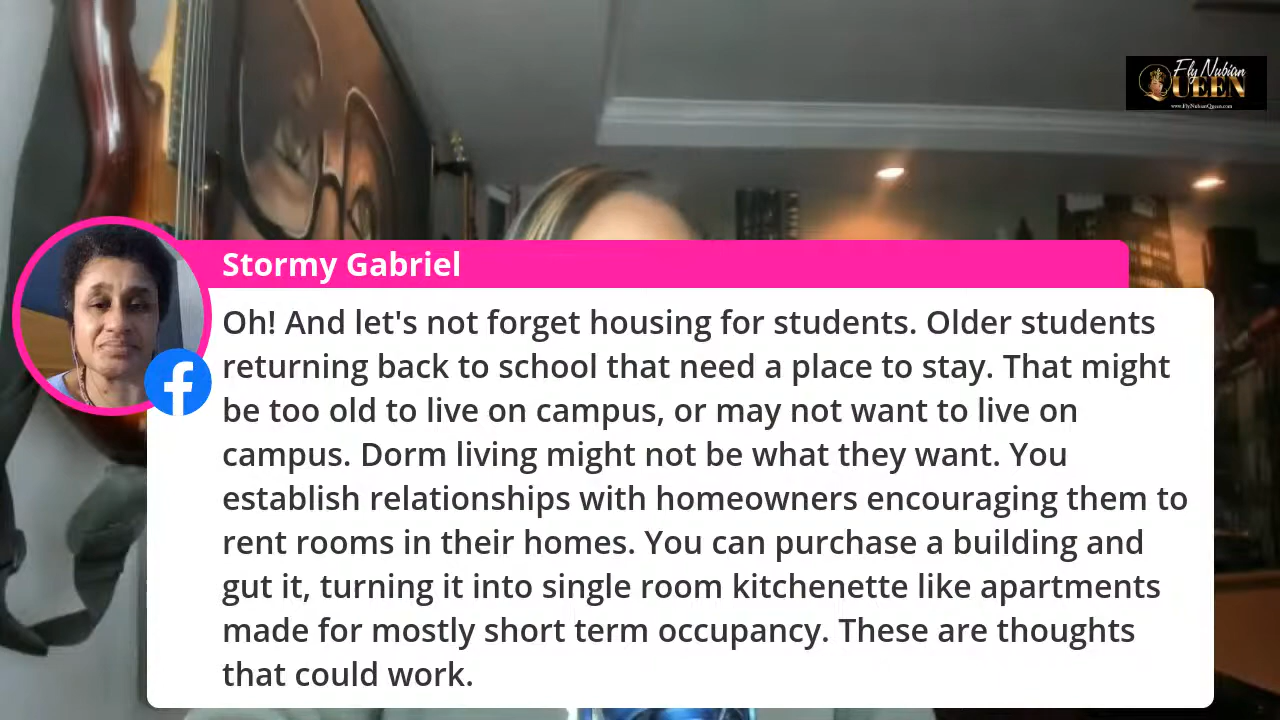 Fly Nubian
QUEEN
www.FlyNubianQueen.com
Stormy Gabriel
Oh! And let's not forget housing for students. Older students
returning back to school that need a place to stay. That might
be too old to live on campus, or may not want to live on
campus. Dorm living might not be what they want. You
establish relationships with homeowners encouraging them to
rent rooms in their homes. You can purchase a building and
gut it, turning it into single room kitchenette like apartments
made for mostly short term occupancy. These are thoughts
that could work.